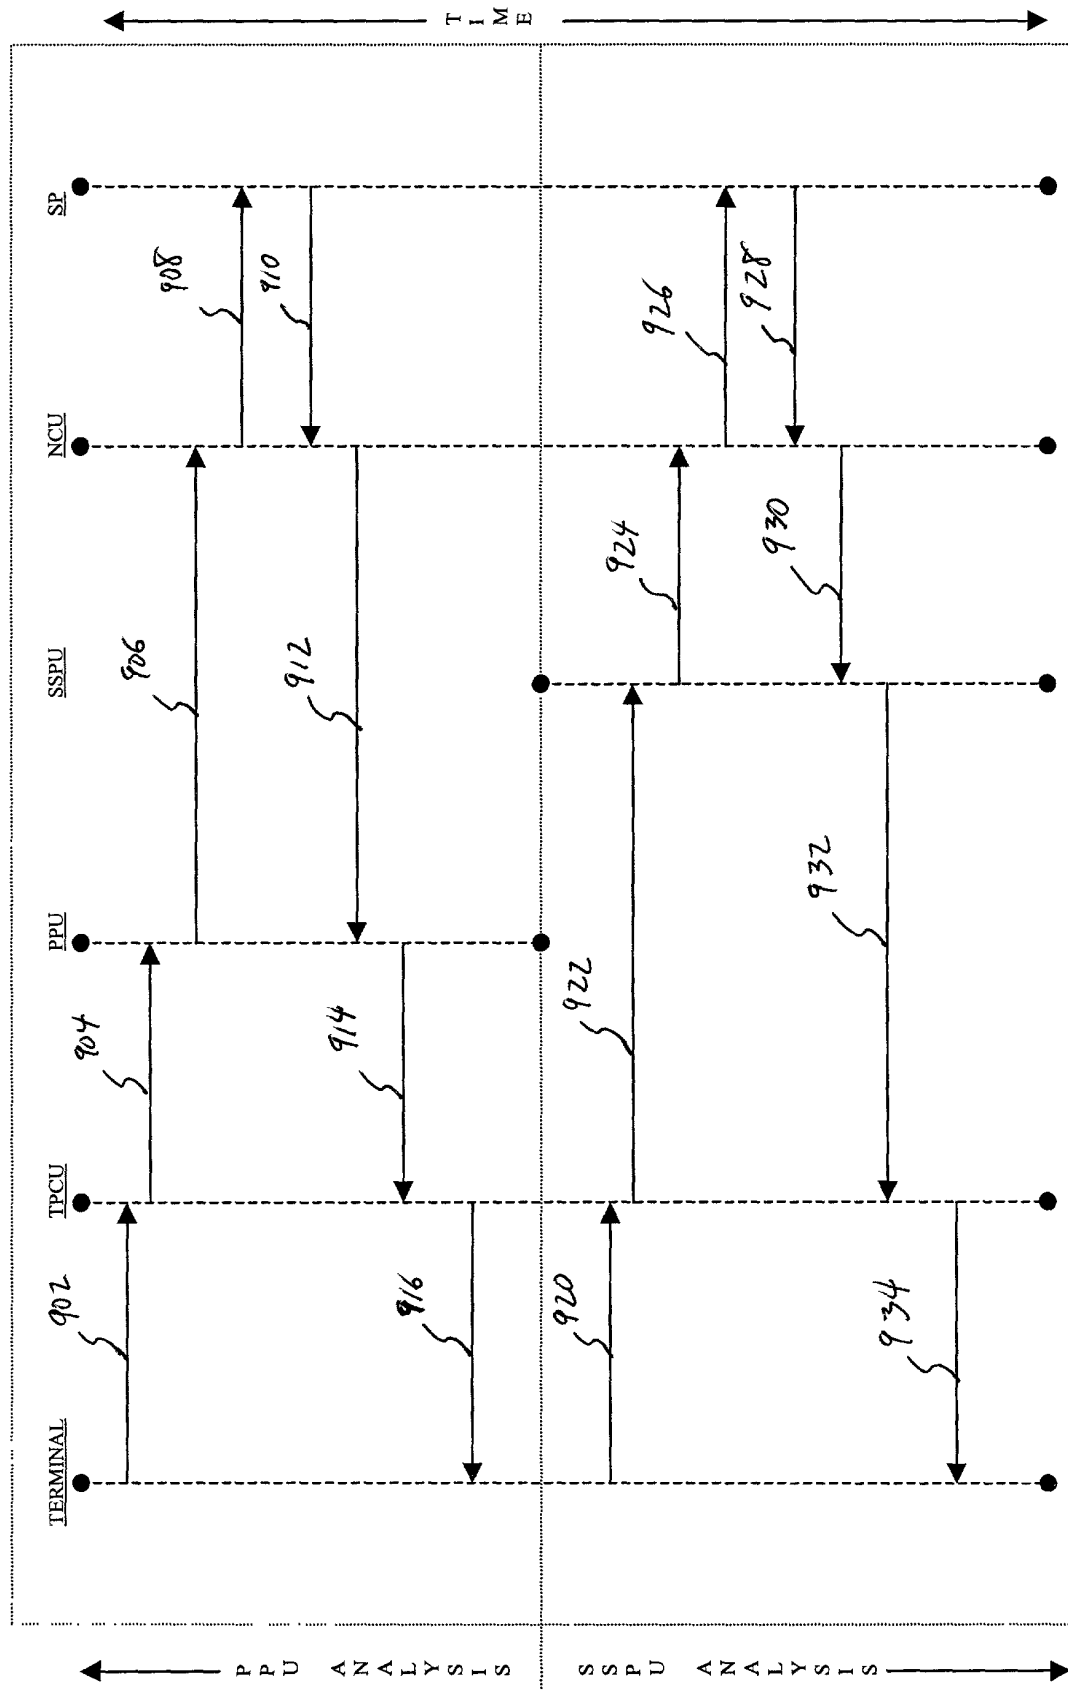 TIME
TERMINAL
TPCU
PPU
SSPU
NCU
SP
PPU ANALYSIS
902
904
906
908
910
912
914
916
SSPU ANALYSIS
920
922
924
926
928
930
932
934